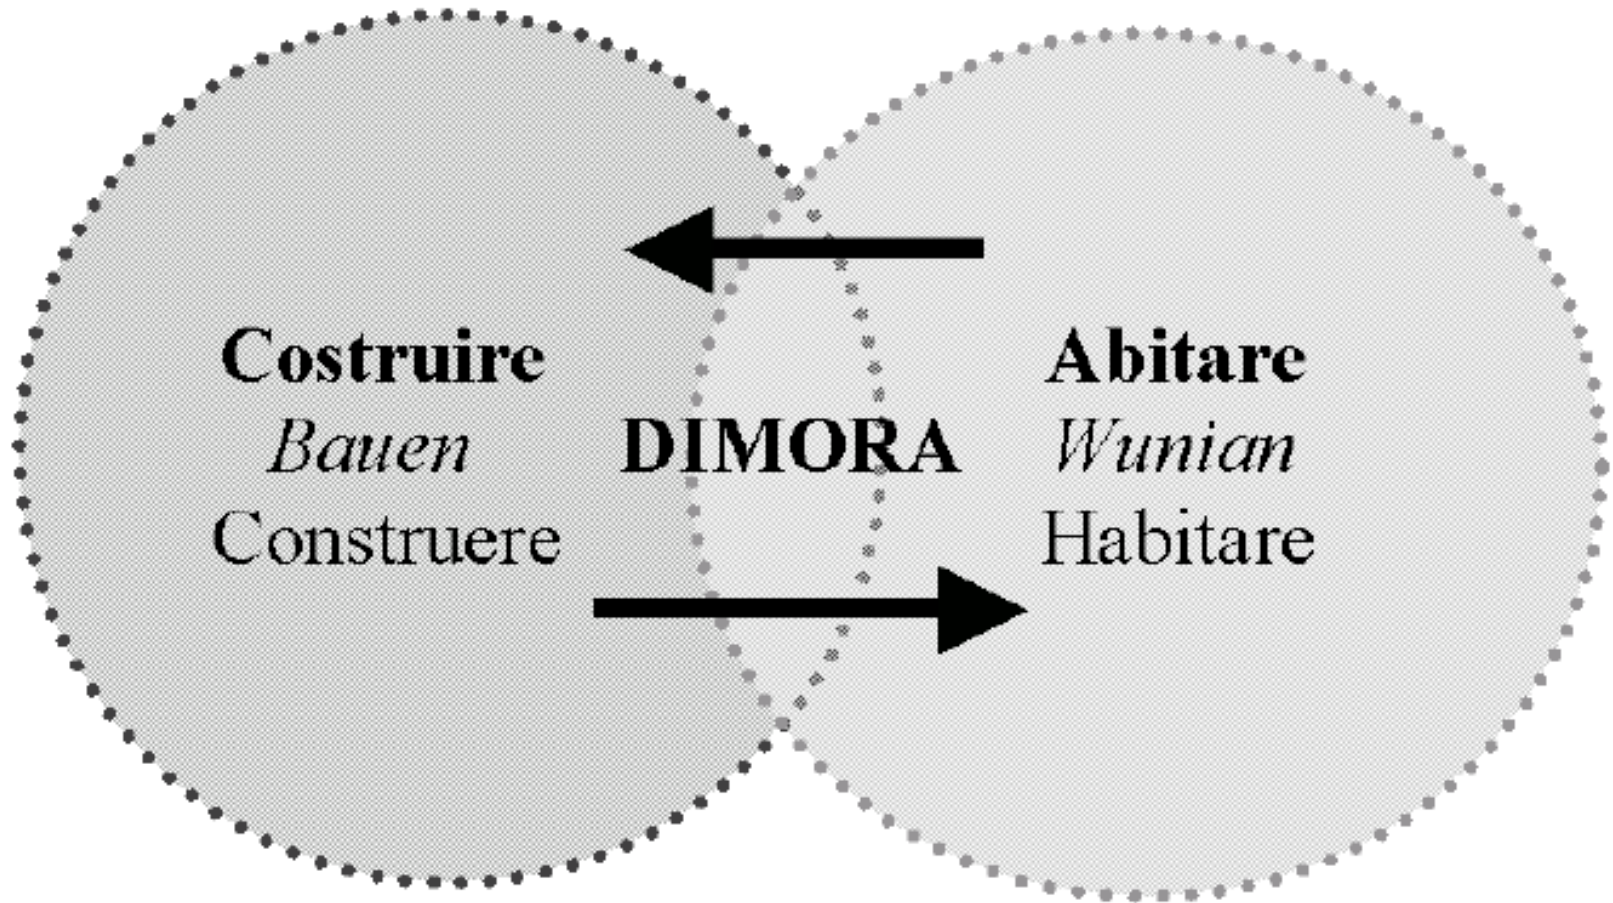 Costruire
Bauen
Construere
DIMORA
Abitare
Wunian
Habitare